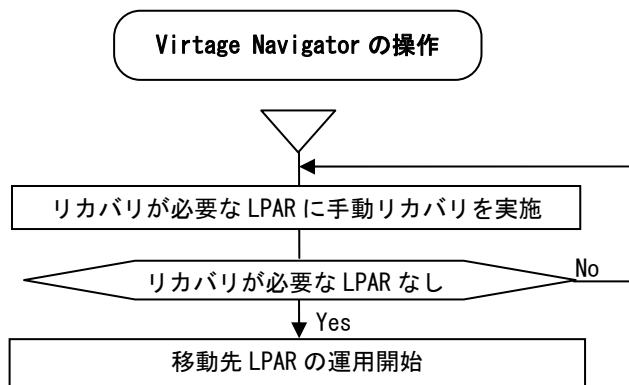 Virtage Navigator の操作
リカバリが必要な LPAR に手動リカバリを実施
リカバリが必要な LPAR なし
No
Yes
移動先 LPAR の運用開始